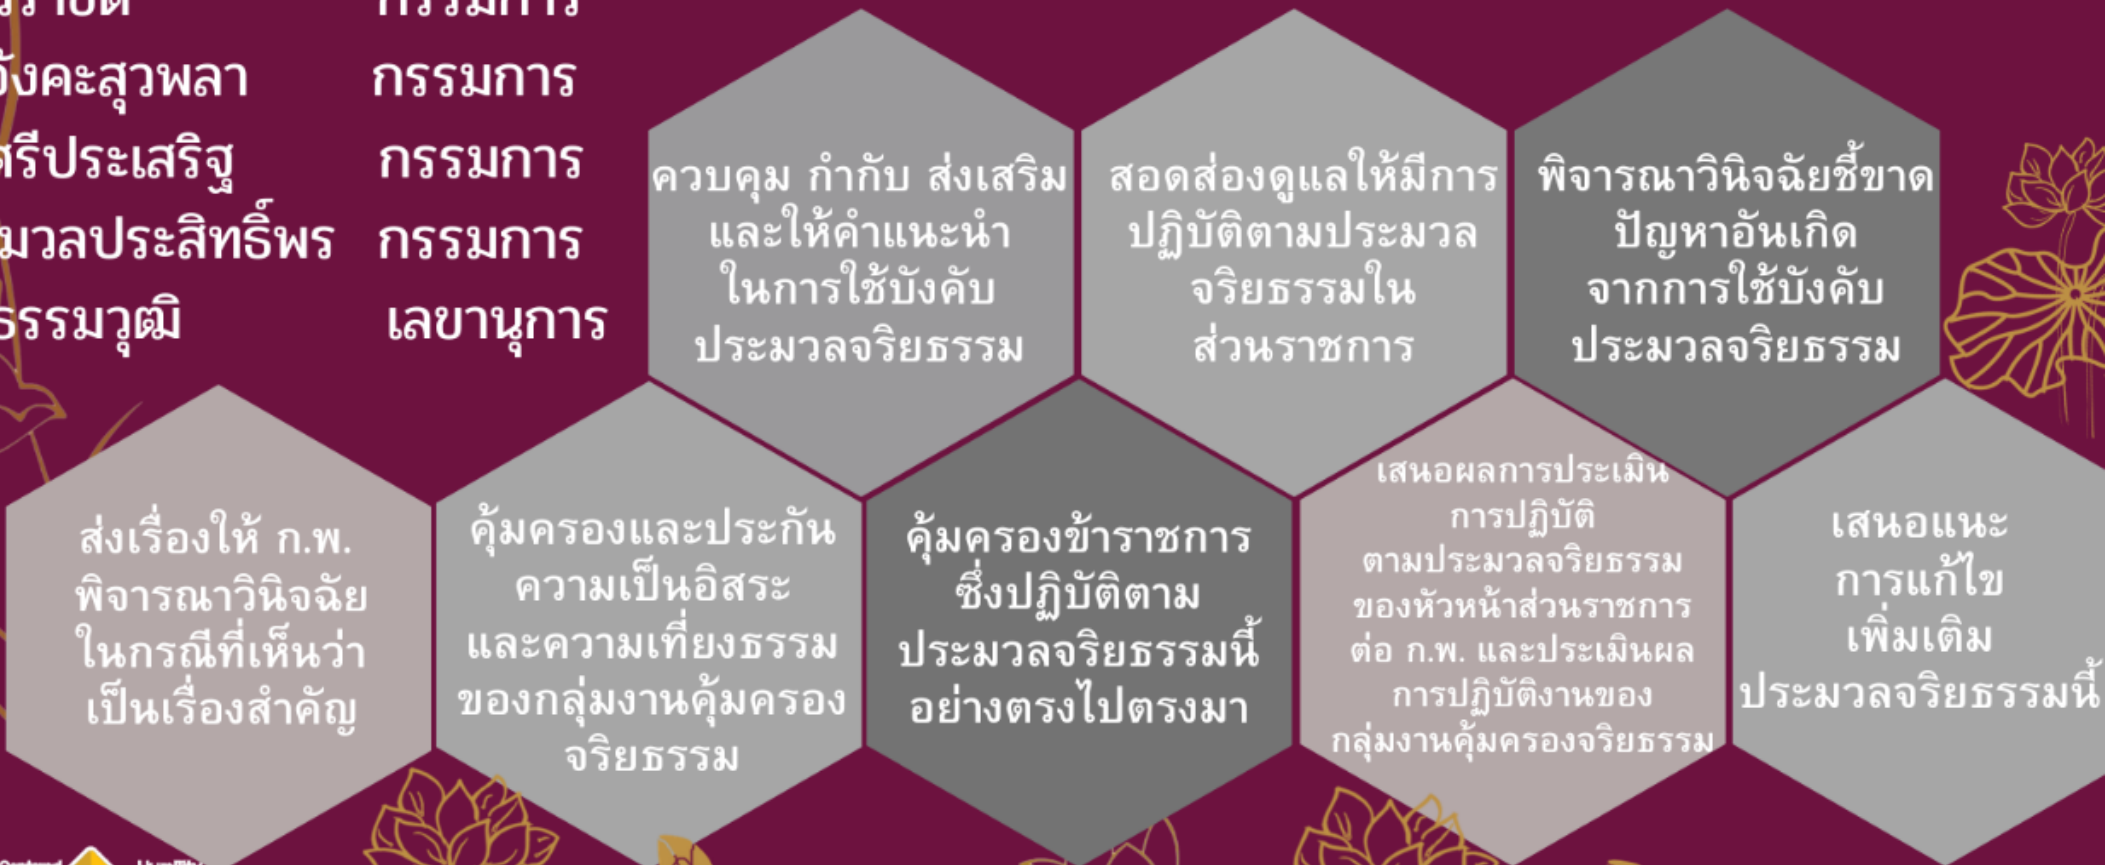 กรรมการ
กรรมการ
ศรีประเสริฐ กรรมการ
มวลประสิทธิ์พร กรรมการ
ธรรมวุฒิ เลขานุการ
ควบคุม กำกับ ส่งเสริม
และให้คำแนะนำ
ในการใช้บังคับ
ประมวลจริยธรรม
สอดส่องดูแลให้มีการ
ปฏิบัติตามประมวล
จริยธรรมใน
ส่วนราชการ
พิจารณาวินิจฉัยชี้ขาด
ปัญหาอันเกิด
จากการใช้บังคับ
ประมวลจริยธรรม
ส่งเรื่องให้ ก.พ.
พิจารณาวินิจฉัย
ในกรณีที่เห็นว่า
เป็นเรื่องสำคัญ
คุ้มครองและประกัน
ความเป็นอิสระ
และความเที่ยงธรรม
ของกลุ่มงานคุ้มครอง
จริยธรรม
คุ้มครองข้าราชการ
ซึ่งปฏิบัติตาม
ประมวลจริยธรรมนี้
อย่างตรงไปตรงมา
เสนอผลการประเมิน
การปฏิบัติ
ตามประมวลจริยธรรม
ของหัวหน้าส่วนราชการ
ต่อ ก.พ. และประเมินผล
การปฏิบัติงานของ
กลุ่มงานคุ้มครองจริยธรรม
เสนอแนะ
การแก้ไข
เพิ่มเติม
ประมวลจริยธรรมนี้